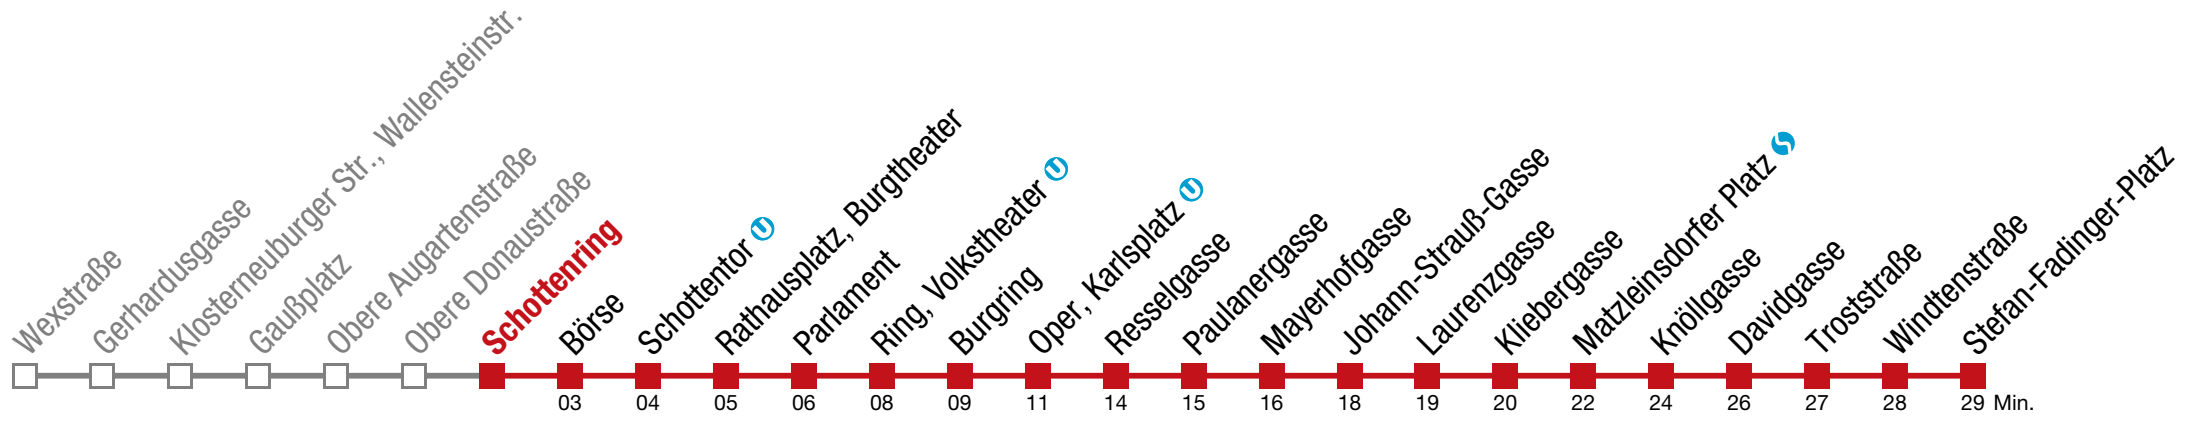 Wexstraße
Gerhardusgasse
Klosterneuburger Str., Wallensteinstr.
Gaußplatz
Obere Augartenstraße
Obere Donaustraße
Schottenring
Börse
Schottentor
Rathausplatz, Burgtheater
Parlament
Ring, Volkstheater
Burgring
Oper, Karlsplatz
Resselgasse
Paulanergasse
Mayerhofgasse
Johann-Strauß-Gasse
Laurenzgasse
Kliebergasse
Matzleinsdorfer Platz
Knöllgasse
Davidgasse
Troststraße
Windtenstraße
Stefan-Fadinger-Platz
03 04 05 06 08 09 11 14 15 16 18 19 20 22 24 26 27 28 29 Min.